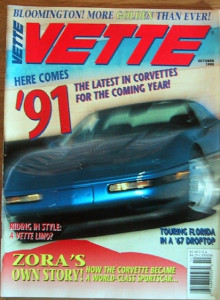 BLOOMINGTON! MORE GOLDEN THAN EVER!
VETTE
VETTE
OCTOBER
1990
HERE COMES
'91
THE LATEST IN CORVETTES
FOR THE COMING YEAR!
RIDING IN STYLE:
A VETTE LIMO?
TOURING FLORIDA
IN A '67 DROPTOP
ZORA'S
OWN STORY!
HOW THE CORVETTE BECAME
A WORLD-CLASS SPORTSCAR...